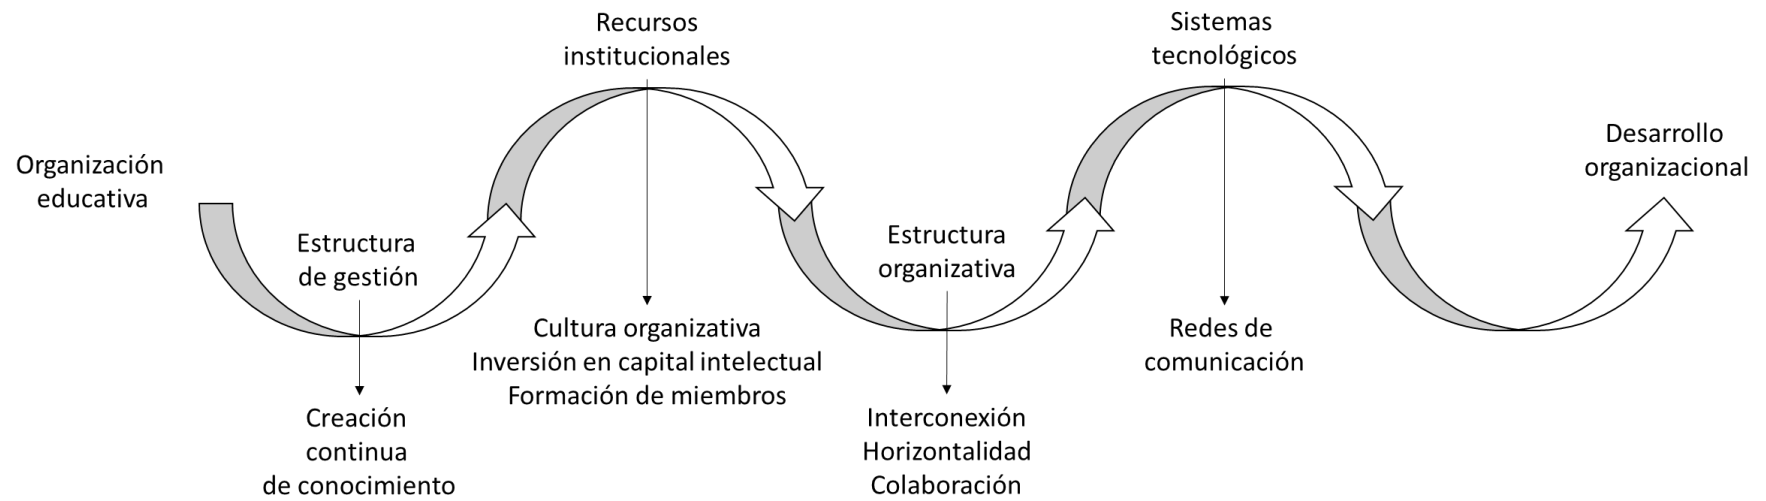 Organización
educativa
Estructura
de gestión
Creación
continua
de conocimiento
Recursos
institucionales
Cultura organizativa
Inversión en capital intelectual
Formación de miembros
Estructura
organizativa
Interconexión
Horizontalidad
Colaboración
Sistemas
tecnológicos
Redes de
comunicación
Desarrollo
organizacional